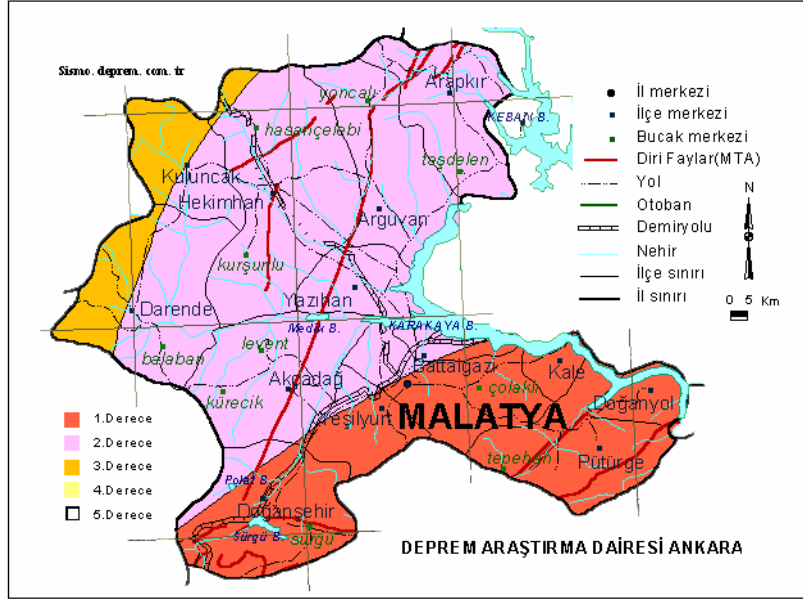 Sismo.deprem.com.tr
Arapkır
yoncalı
KEBAN B.
hasançelebi
taşdelen
Kuluncak
Hekimhan
Arguvan
kurşunlu
Yazıhan
Darende
Medik B.
KARAKAYA B.
balaban
levent
Battalgazi
Kale
Akçadağ
kürecik
çolaklı
Doğanyol
Yeşilyurt
MALATYA
tepehan
Pütürge
Polat B.
Doğanşehir
Sürgü B.
sürgü
İl merkezi
İlçe merkezi
Bucak merkezi
Diri Faylar(MTA)
Yol
Otoban
Demiryolu
Nehir
İlçe sınırı
İl sınırı
N
0 5 Km
1.Derece
2.Derece
3.Derece
4.Derece
5.Derece
DEPREM ARAŞTIRMA DAİRESİ ANKARA